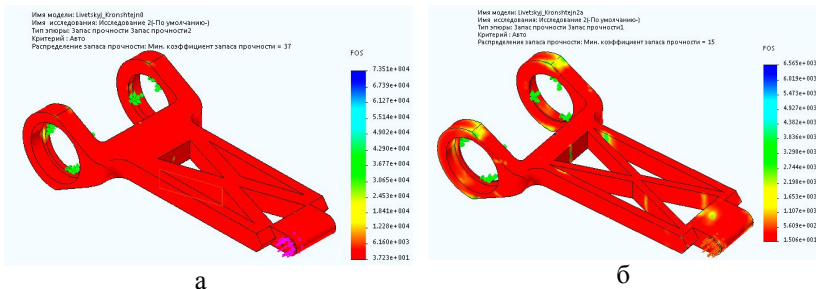 Имя модели: Livetskyj_Kronshtejn0
Имя исследования: Исследование 2(-По умолчанию-)
Тип эпюры: Запас прочности Запас прочности2
Критерий : Авто
Распределение запаса прочности: Мин. коэффициент запаса прочности = 37
FOS
7.351e+004
6.739e+004
6.127e+004
5.514e+004
4.902e+004
4.290e+004
3.677e+004
3.065e+004
2.453e+004
1.841e+004
1.228e+004
6.160e+003
3.723e+001
а
Имя модели: Livetskyj_Kronshtejn2a
Имя исследования: Исследование 2(-По умолчанию-)
Тип эпюры: Запас прочности Запас прочности1
Критерий : Авто
Распределение запаса прочности: Мин. коэффициент запаса прочности = 15
FOS
6.565e+003
6.019e+003
5.473e+003
4.927e+003
4.382e+003
3.836e+003
3.290e+003
2.744e+003
2.198e+003
1.653e+003
1.107e+003
5.609e+002
1.506e+001
б